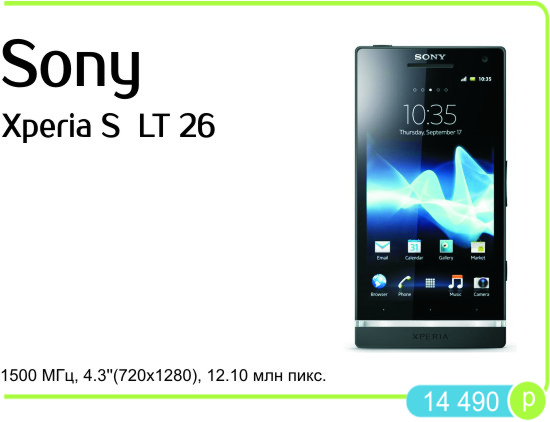 Sony
Xperia S LT 26
SONY
10:35
10:35
Thursday, September 17
Email
Calendar
Gallery
Market
31
Browser
Phone
Music
Camera
XPERIA
1500 МГц, 4.3"(720x1280), 12.10 млн пикс.
14 490 р